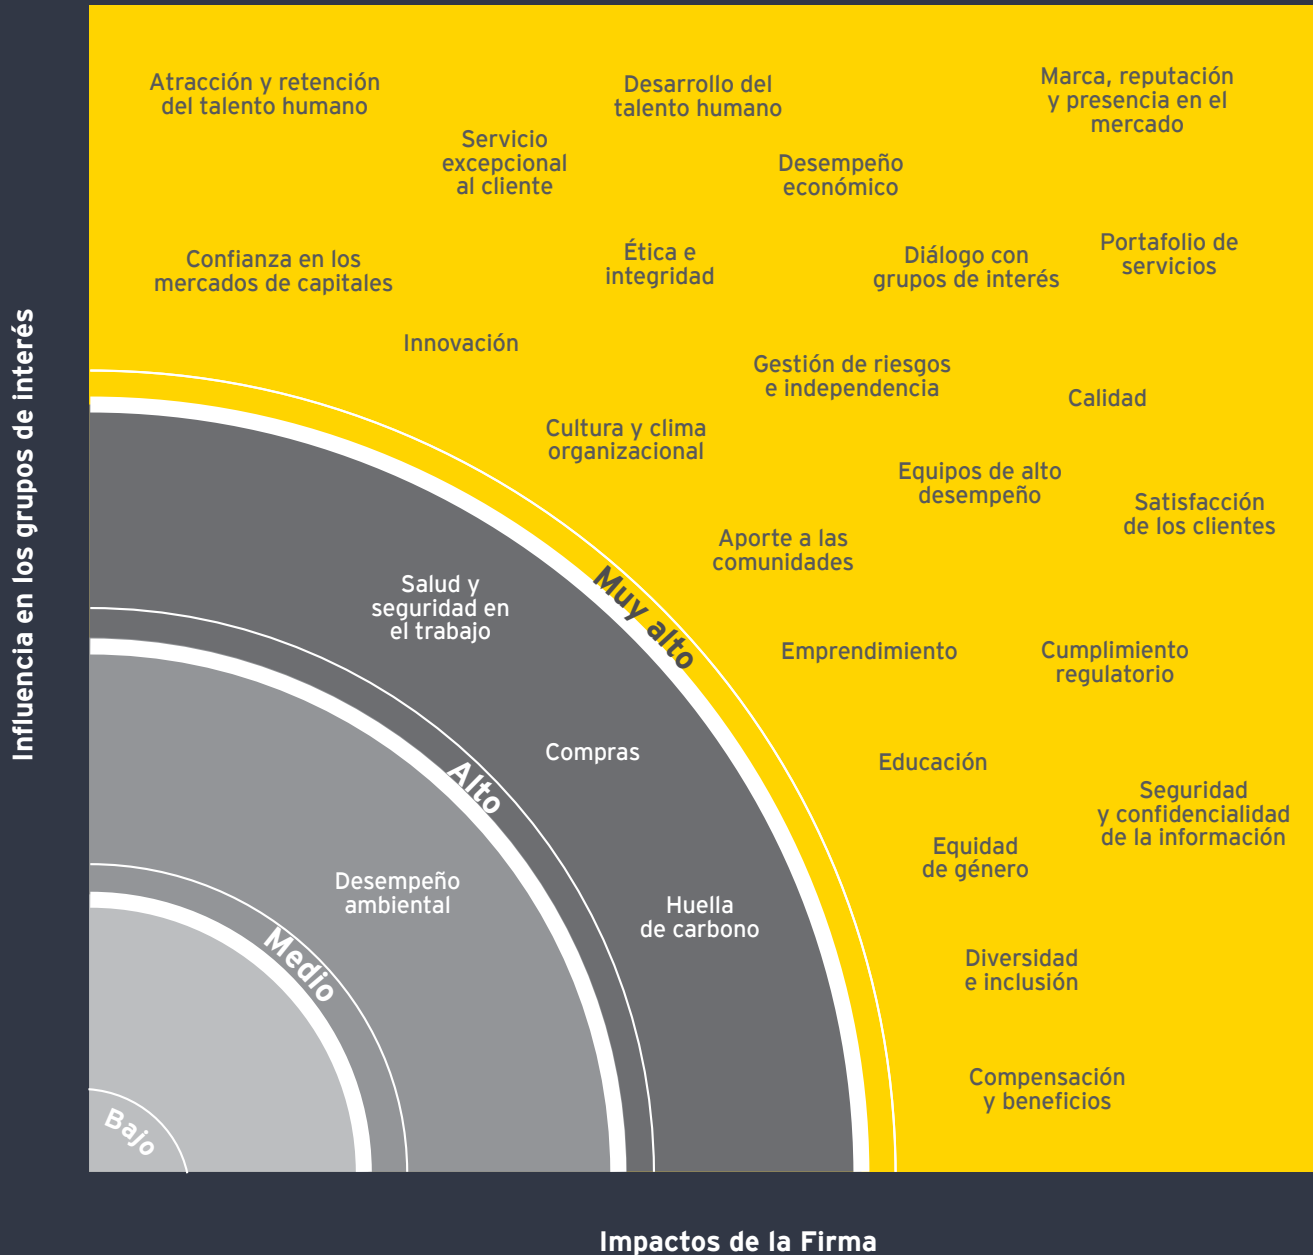 Influencia en los grupos de interés
Atracción y retención
del talento humano
Servicio
excepcional
al cliente
Desarrollo del
talento humano
Desempeño
económico
Marca, reputación
y presencia en el
mercado
Confianza en los
mercados de capitales
Ética e
integridad
Diálogo con
grupos de interés
Portafolio de
servicios
Innovación
Gestión de riesgos
e independencia
Calidad
Cultura y clima
organizacional
Equipos de alto
desempeño
Satisfacción
de los clientes
Aporte a las
comunidades
Muy alto
Salud y
seguridad en
el trabajo
Emprendimiento
Cumplimiento
regulatorio
Compras
Alto
Educación
Seguridad
y confidencialidad
de la información
Equidad
de género
Desempeño
ambiental
Huella
de carbono
Medio
Diversidad
e inclusión
Compensación
y beneficios
Bajo
Impactos de la Firma